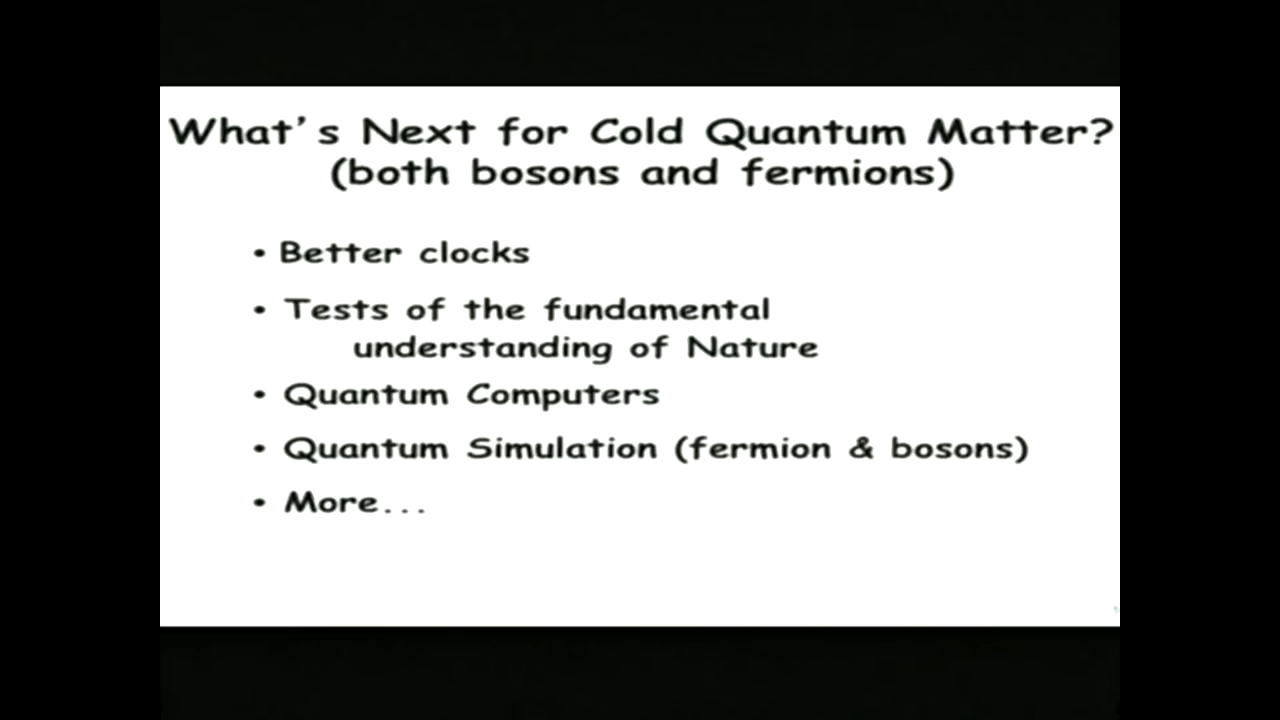 What's Next for Cold Quantum Matter?
(both bosons and fermions)
• Better clocks
• Tests of the fundamental
understanding of Nature
• Quantum Computers
• Quantum Simulation (fermion & bosons)
• More...